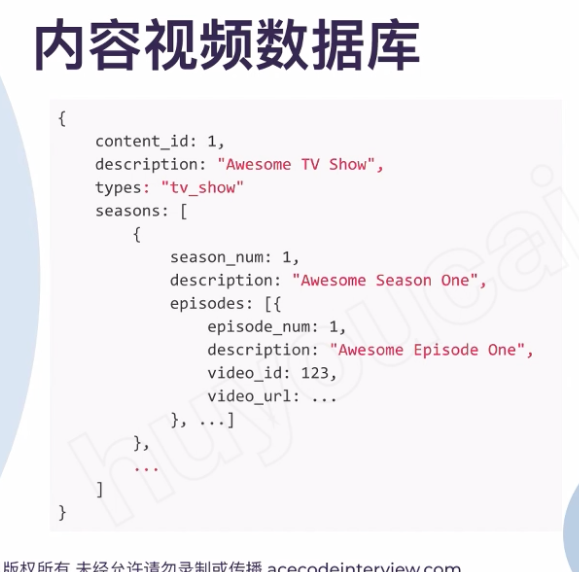 内容视频数据库
{
content_id: 1,
description: "Awesome TV Show",
types: "tv_show"
seasons: [
{
season_num: 1,
description: "Awesome Season One",
episodes: [{
episode_num: 1,
description: "Awesome Episode One",
video_id: 123,
video_url: ...
}, ...]
},
...
]
}
huyoucai
版权所有 未经允许请勿录制或传播 acecodeinterview.com